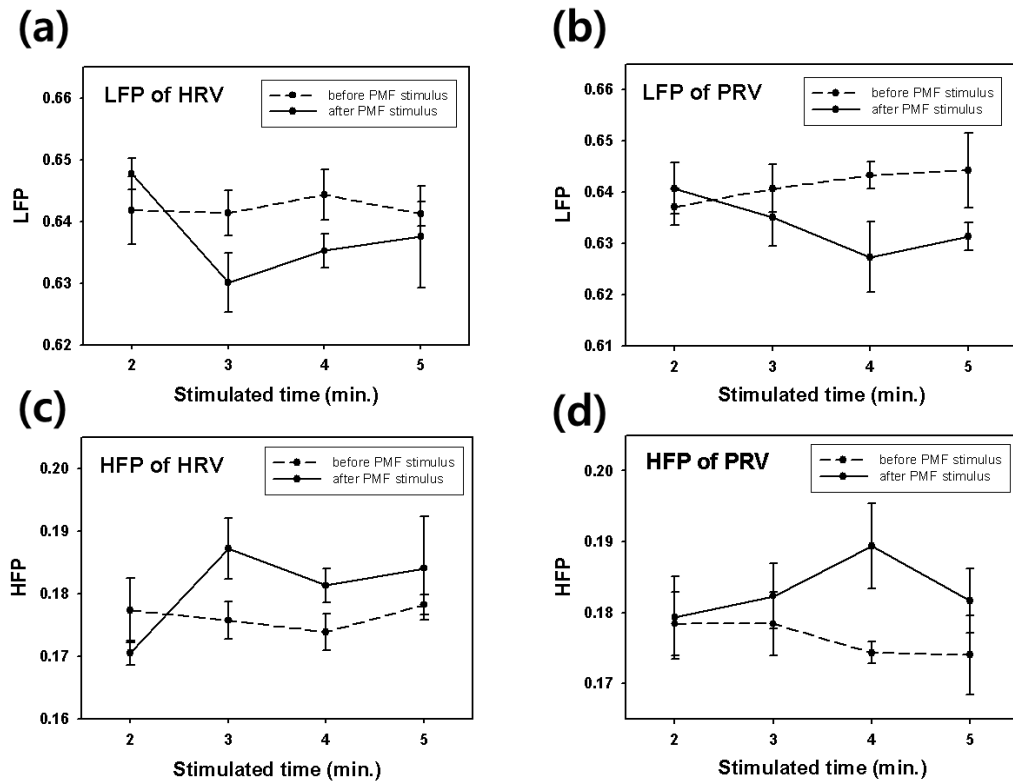 (a)
LFP of HRV
before PMF stimulus
after PMF stimulus
LFP
0.66
0.65
0.64
0.63
0.62
2 3 4 5
Stimulated time (min.)
(b)
LFP of PRV
before PMF stimulus
after PMF stimulus
LFP
0.66
0.65
0.64
0.63
0.62
0.61
2 3 4 5
Stimulated time (min.)
(c)
HFP of HRV
before PMF stimulus
after PMF stimulus
HFP
0.20
0.19
0.18
0.17
0.16
2 3 4 5
Stimulated time (min.)
(d)
HFP of PRV
before PMF stimulus
after PMF stimulus
HFP
0.20
0.19
0.18
0.17
2 3 4 5
Stimulated time (min.)